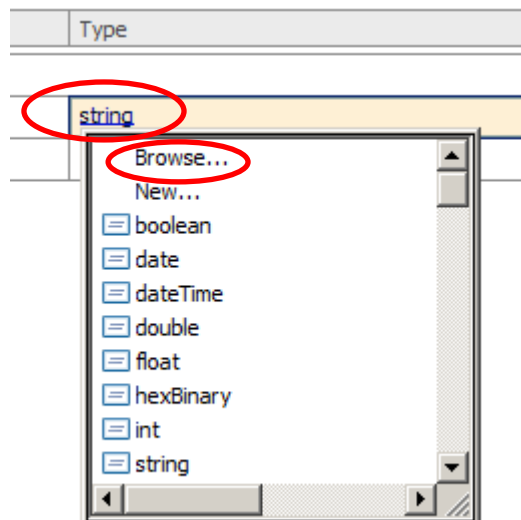 Type
string
Browse...
New...
boolean
date
dateTime
double
float
hexBinary
int
string